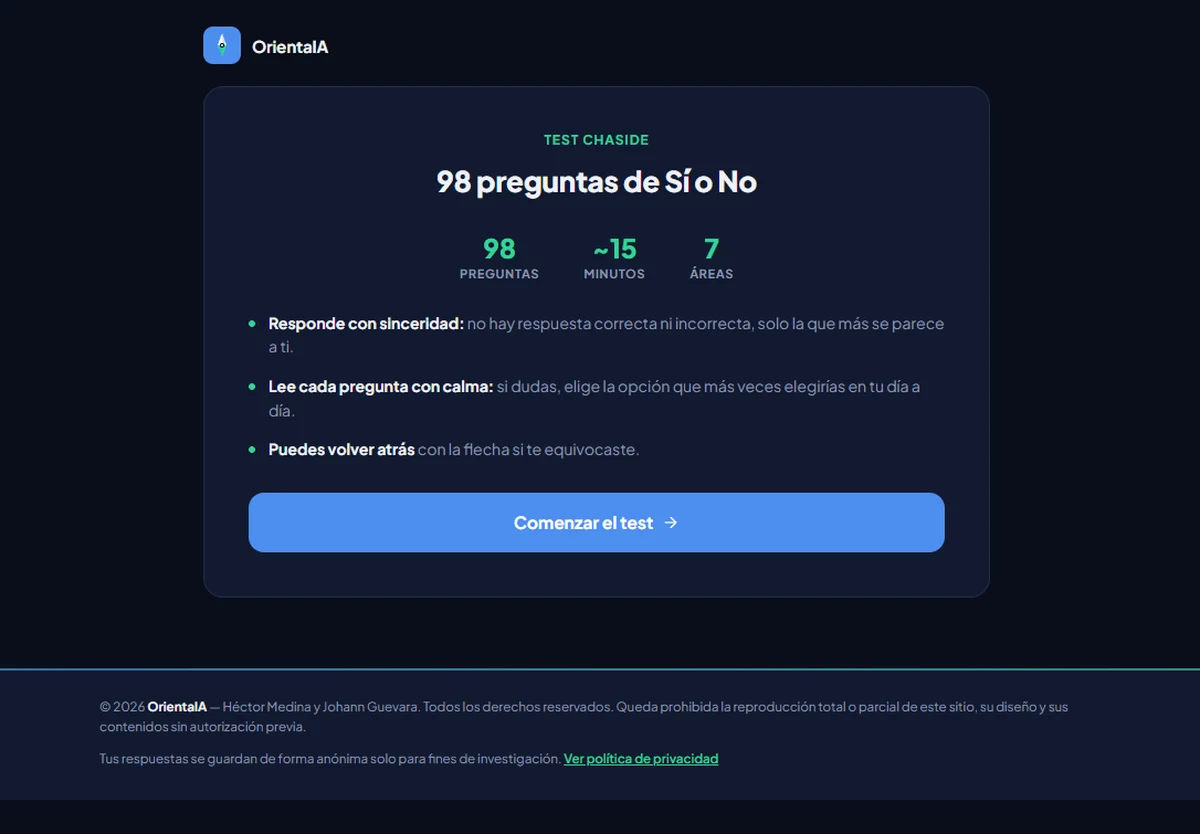 OrientaIA
TEST CHASIDE
98 preguntas de Sí o No
98
PREGUNTAS
~15
MINUTOS
7
ÁREAS
Responde con sinceridad: no hay respuesta correcta ni incorrecta, solo la que más se parece
a ti.
Lee cada pregunta con calma: si dudas, elige la opción que más veces elegirías en tu día a
día.
Puedes volver atrás con la flecha si te equivocaste.
Comenzar el test →
© 2026 OrientaIA — Héctor Medina y Johann Guevara. Todos los derechos reservados. Queda prohibida la reproducción total o parcial de este sitio, su diseño y sus
contenidos sin autorización previa.
Tus respuestas se guardan de forma anónima solo para fines de investigación. Ver política de privacidad